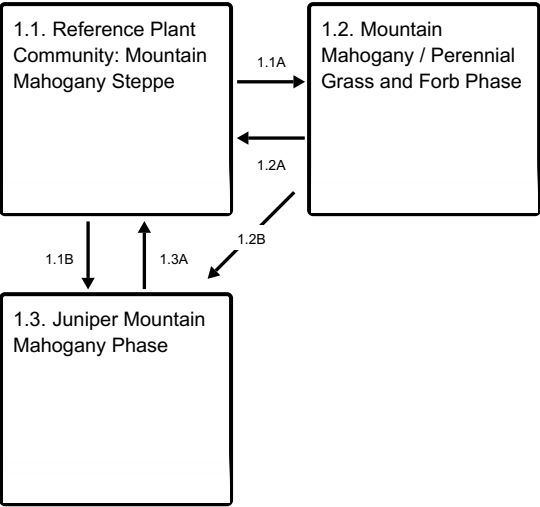 1.1. Reference Plant
Community: Mountain
Mahogany Steppe
1.1A
1.2. Mountain
Mahogany / Perennial
Grass and Forb Phase
1.2A
1.2B
1.1B
1.3A
1.3. Juniper Mountain
Mahogany Phase